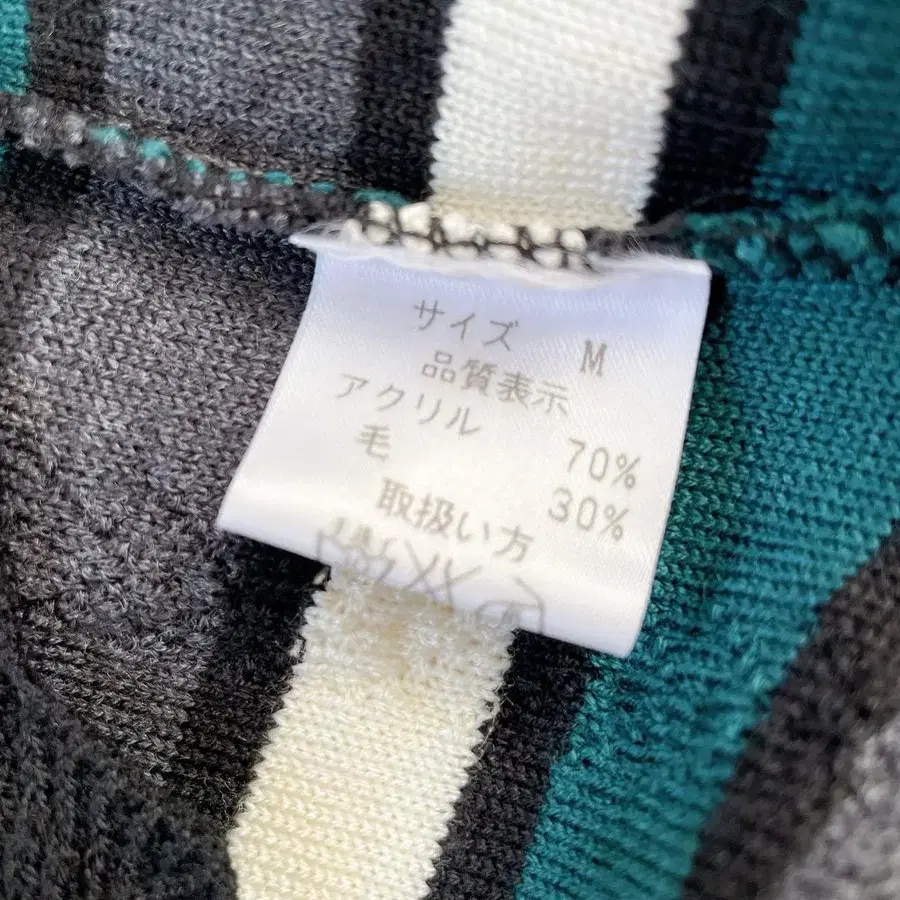 サイズ M
品質表示
アクリル 70%
毛 30%
取扱い方